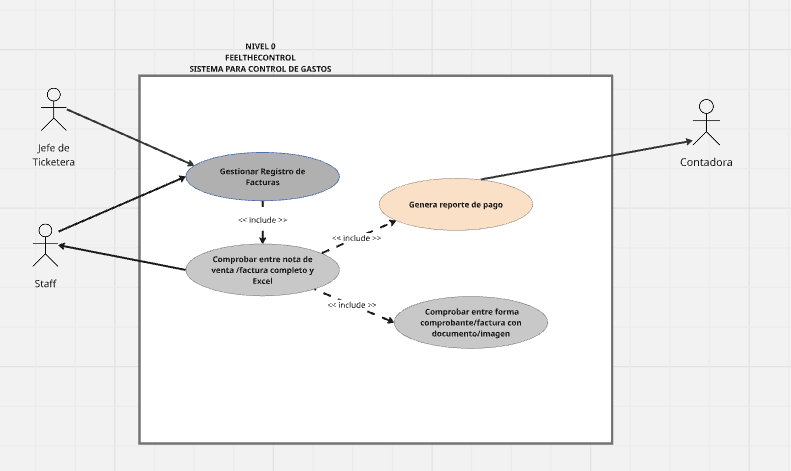 NIVEL 0
FEELTHECONTROL
SISTEMA PARA CONTROL DE GASTOS
Jefe de
Ticketera
Contadora
Gestionar Registro de
Facturas
Genera reporte de pago
<< include >>
<< include >>
Comprobar entre nota de
venta /factura completo y
Excel
Staff
<< include >>
Comprobar entre forma
comprobante/factura con
documento/imagen